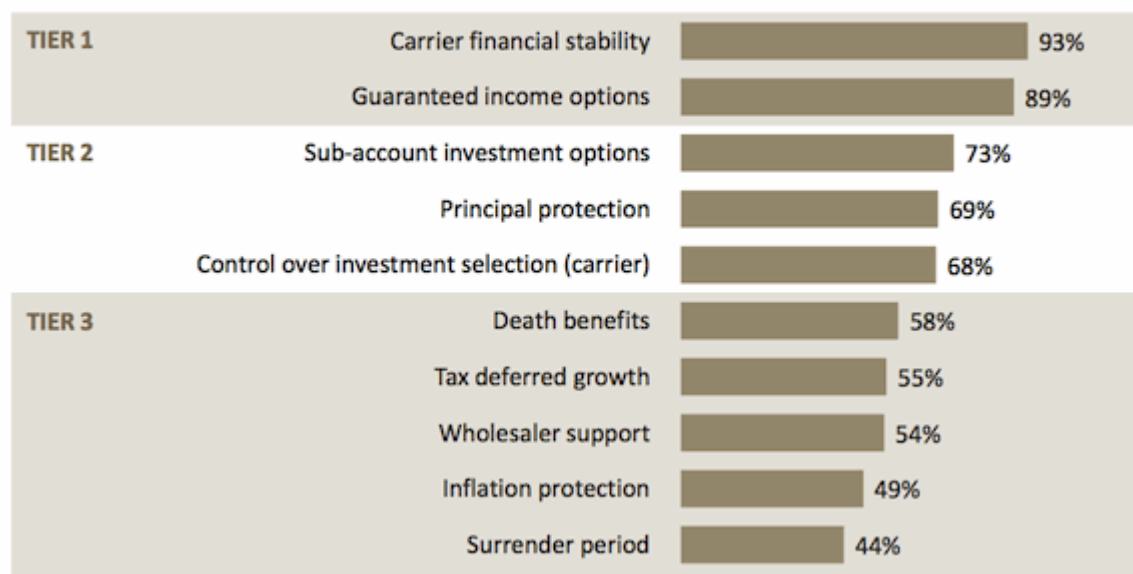 TIER 1
Carrier financial stability 93%
Guaranteed income options 89%
TIER 2
Sub-account investment options 73%
Principal protection 69%
Control over investment selection (carrier) 68%
TIER 3
Death benefits 58%
Tax deferred growth 55%
Wholesaler support 54%
Inflation protection 49%
Surrender period 44%